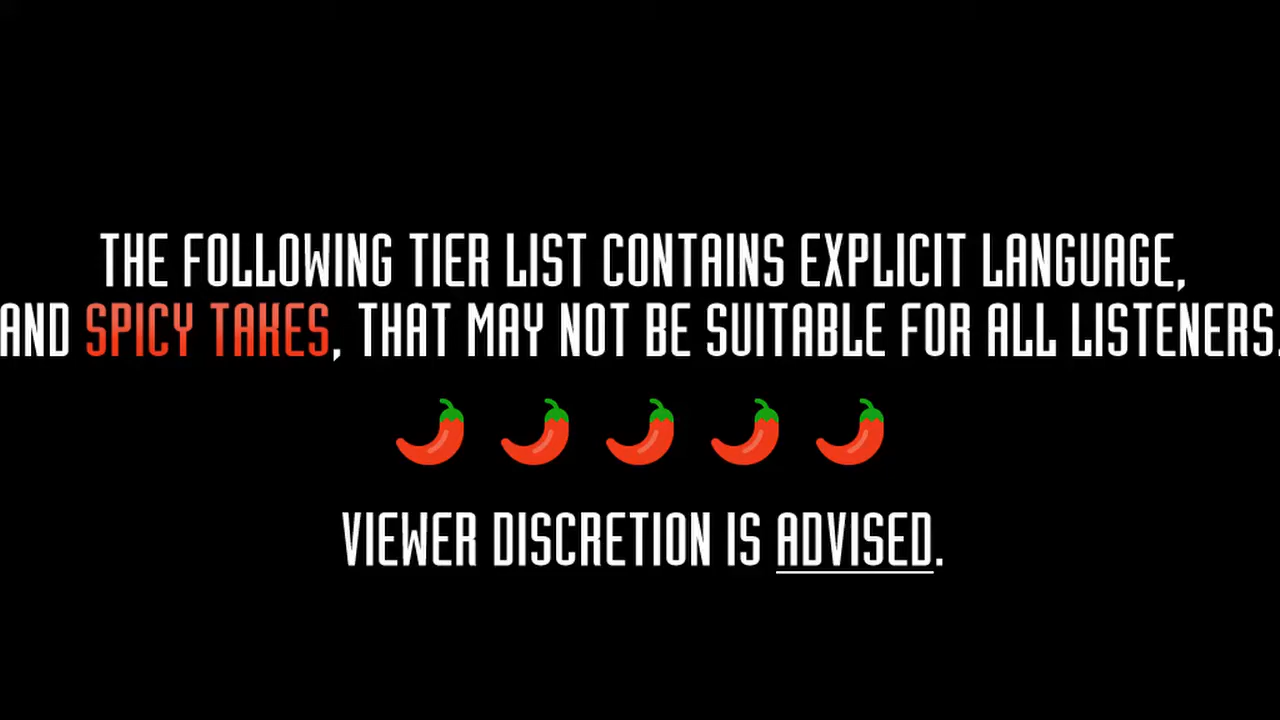 THE FOLLOWING TIER LIST CONTAINS EXPLICIT LANGUAGE,
AND SPICY TAKES, THAT MAY NOT BE SUITABLE FOR ALL LISTENERS.
VIEWER DISCRETION IS ADVISED.